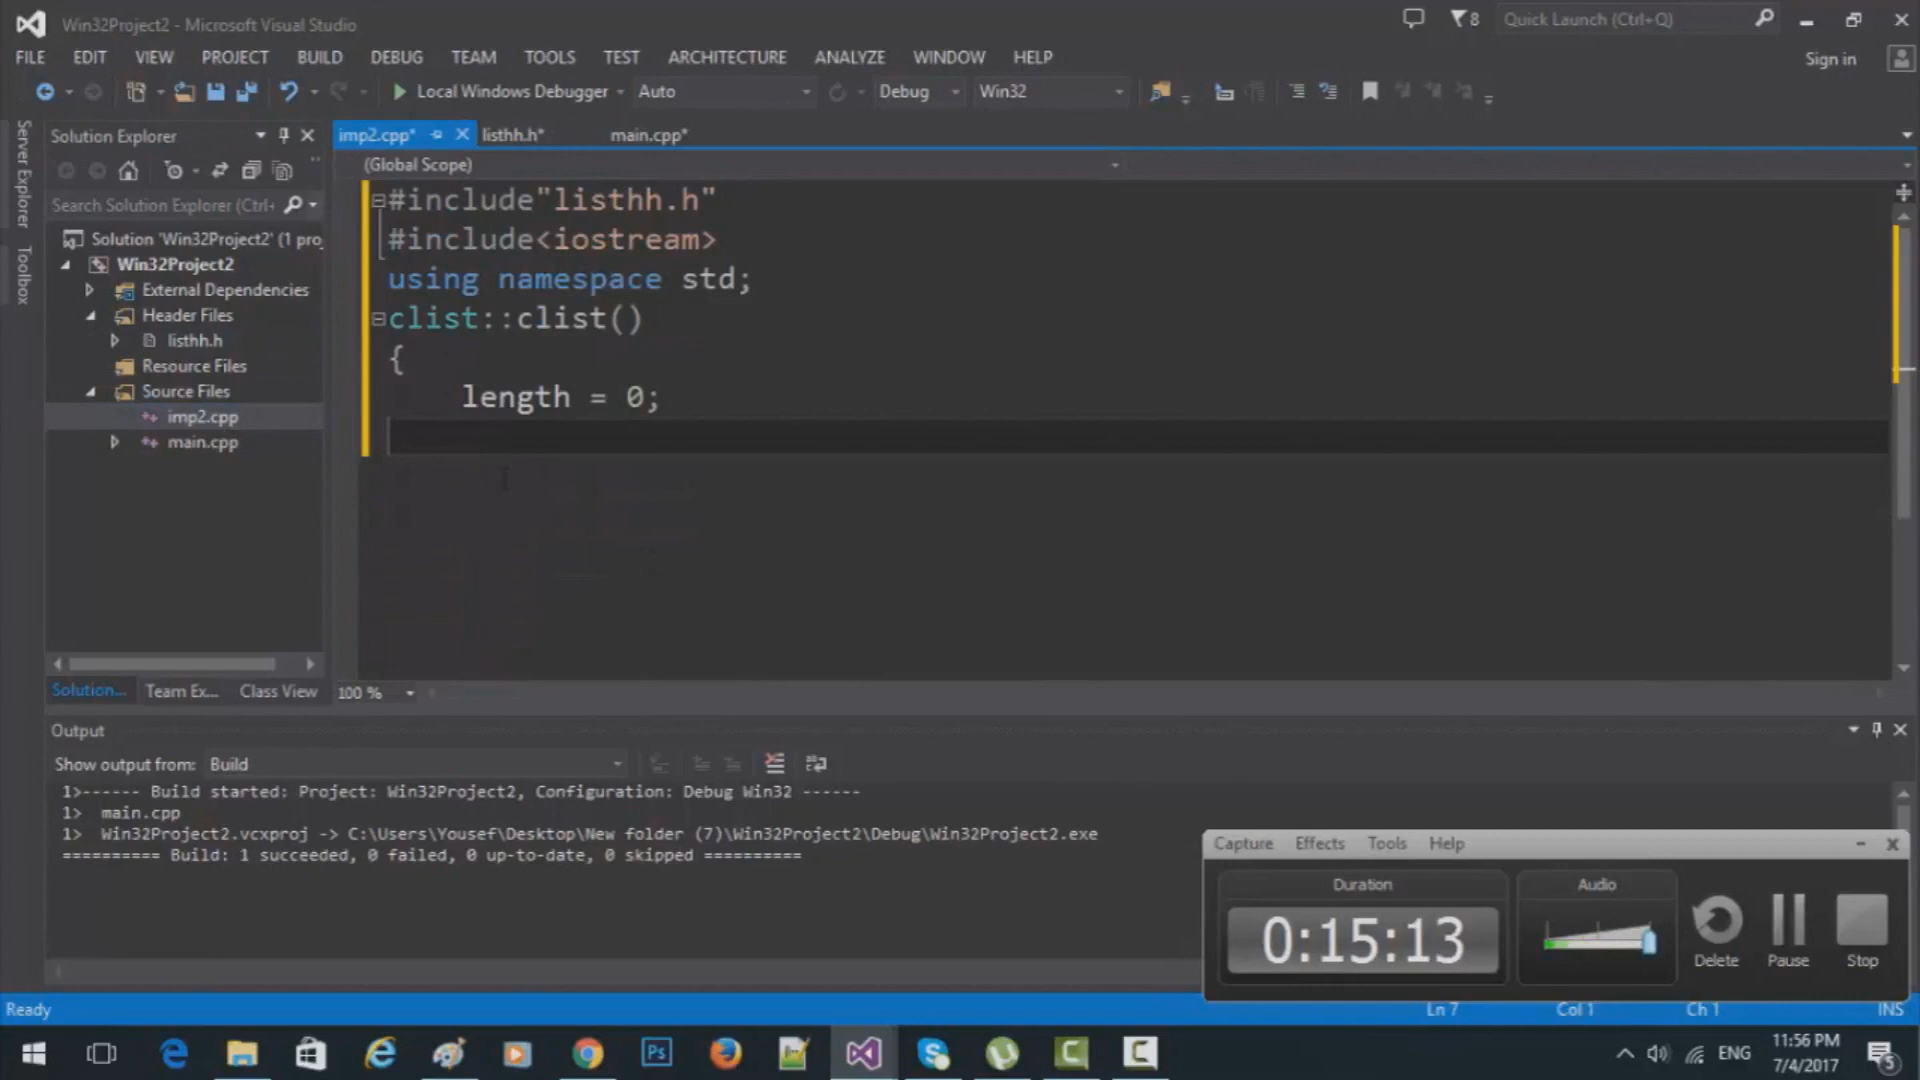 Win32Project2 - Microsoft Visual Studio
8
Quick Launch (Ctrl+Q)
FILE EDIT VIEW PROJECT BUILD DEBUG TEAM TOOLS TEST ARCHITECTURE ANALYZE WINDOW HELP
Sign in
Local Windows Debugger Auto Debug Win32
Server Explorer
Toolbox
Solution Explorer
Search Solution Explorer (Ctrl+
Solution 'Win32Project2' (1 pro
Win32Project2
External Dependencies
Header Files
listhh.h
Resource Files
Source Files
imp2.cpp
main.cpp
Solution... Team Ex... Class View
imp2.cpp* listhh.h* main.cpp*
(Global Scope)
#include"listhh.h"
#include<iostream>
using namespace std;
clist::clist()
{
length = 0;
100 %
Output
Show output from: Build
1>------ Build started: Project: Win32Project2, Configuration: Debug Win32 ------
1> main.cpp
1> Win32Project2.vcxproj -> C:\Users\Yousef\Desktop\New folder (7)\Win32Project2\Debug\Win32Project2.exe
========== Build: 1 succeeded, 0 failed, 0 up-to-date, 0 skipped ==========
Capture Effects Tools Help
Duration
0:15:13
Audio
Delete Pause Stop
Ready
Ln 7 Col 1 Ch 1 INS
Ps
ENG
11:56 PM
7/4/2017
5